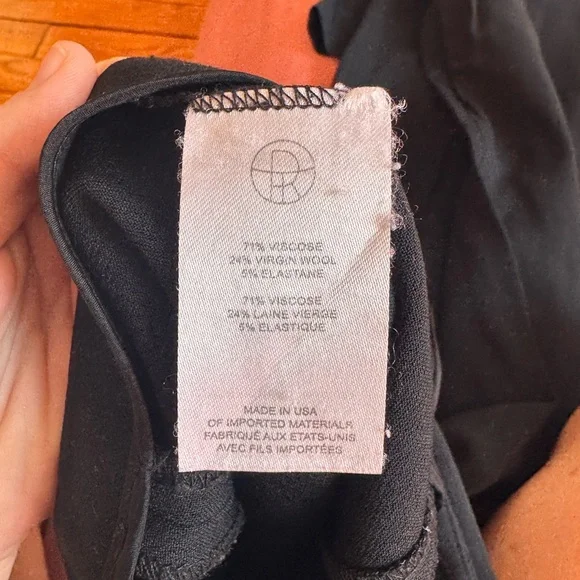 71% VISCOSE
24% VIRGIN WOOL
5% ELASTANE
71% VISCOSE
24% LAINE VIERGE
5% ELASTIQUE
MADE IN USA
OF IMPORTED MATERIALS
FABRIQUÉ AUX ETATS-UNIS
AVEC FILS IMPORTÉES